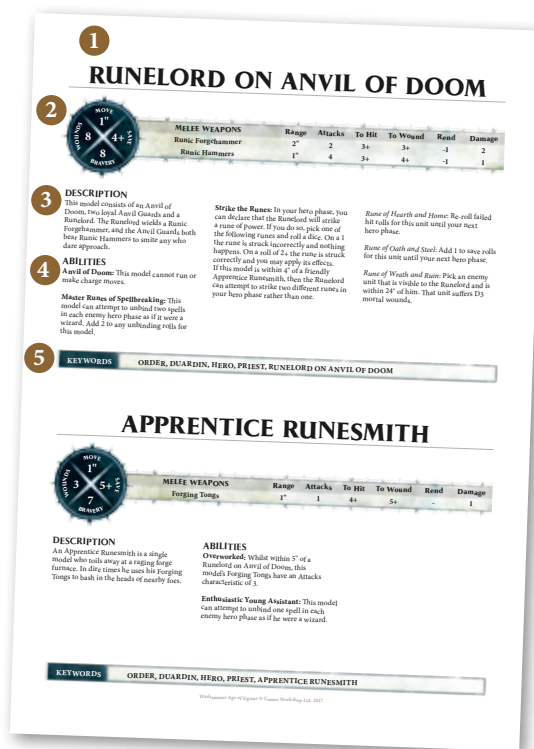 1
RUNELORD ON ANVIL OF DOOM
2
MOVE
1"
WOUNDS
8
4+
SAVE
8
BRAVERY
MELEE WEAPONS Range Attacks To Hit To Wound Rend Damage
Runic Forgehammer 2" 2 3+ 3+ -1 2
Runic Hammers 1" 4 3+ 4+ -1 1
3
DESCRIPTION
This model consists of an Anvil of
Doom, two loyal Anvil Guards and a
Runelord. The Runelord wields a Runic
Forgehammer, and the Anvil Guards both
bear Runic Hammers to smite any who
dare approach.
4
ABILITIES
Anvil of Doom: This model cannot run or
make charge moves.
Master Runes of Spellbreaking: This
model can attempt to unbind two spells
in each enemy hero phase as if it were a
wizard. Add 2 to any unbinding rolls for
this model.
Strike the Runes: In your hero phase, you
can declare that the Runelord will strike
a rune of power. If you do so, pick one of
the following runes and roll a dice. On a 1
the rune is struck incorrectly and nothing
happens. On a roll of 2+ the rune is struck
correctly and you may apply its effects.
If this model is within 4" of a friendly
Apprentice Runesmith, then the Runelord
can attempt to strike two different runes in
your hero phase rather than one.
Rune of Hearth and Home: Re-roll failed
hit rolls for this unit until your next
hero phase.
Rune of Oath and Steel: Add 1 to save rolls
for this unit until your next hero phase.
Rune of Wrath and Ruin: Pick an enemy
unit that is visible to the Runelord and is
within 24" of him. That unit suffers D3
mortal wounds.
5
KEYWORDS ORDER, DUARDIN, HERO, PRIEST, RUNELORD ON ANVIL OF DOOM
APPRENTICE RUNESMITH
MOVE
1"
WOUNDS
3
5+
SAVE
7
BRAVERY
MELEE WEAPONS Range Attacks To Hit To Wound Rend Damage
Forging Tongs 1" 1 4+ 5+ - 1
DESCRIPTION
An Apprentice Runesmith is a single
model who toils away at a raging forge
furnace. In dire times he uses his Forging
Tongs to bash in the heads of nearby foes.
ABILITIES
Overworked: Whilst within 5" of a
Runelord on Anvil of Doom, this
model's Forging Tongs have an Attacks
characteristic of 3.
Enthusiastic Young Assistant: This model
can attempt to unbind one spell in each
enemy hero phase as if he were a wizard.
KEYWORDS ORDER, DUARDIN, HERO, PRIEST, APPRENTICE RUNESMITH
Warhammer Age of Sigmar © Games Workshop Ltd. 2017